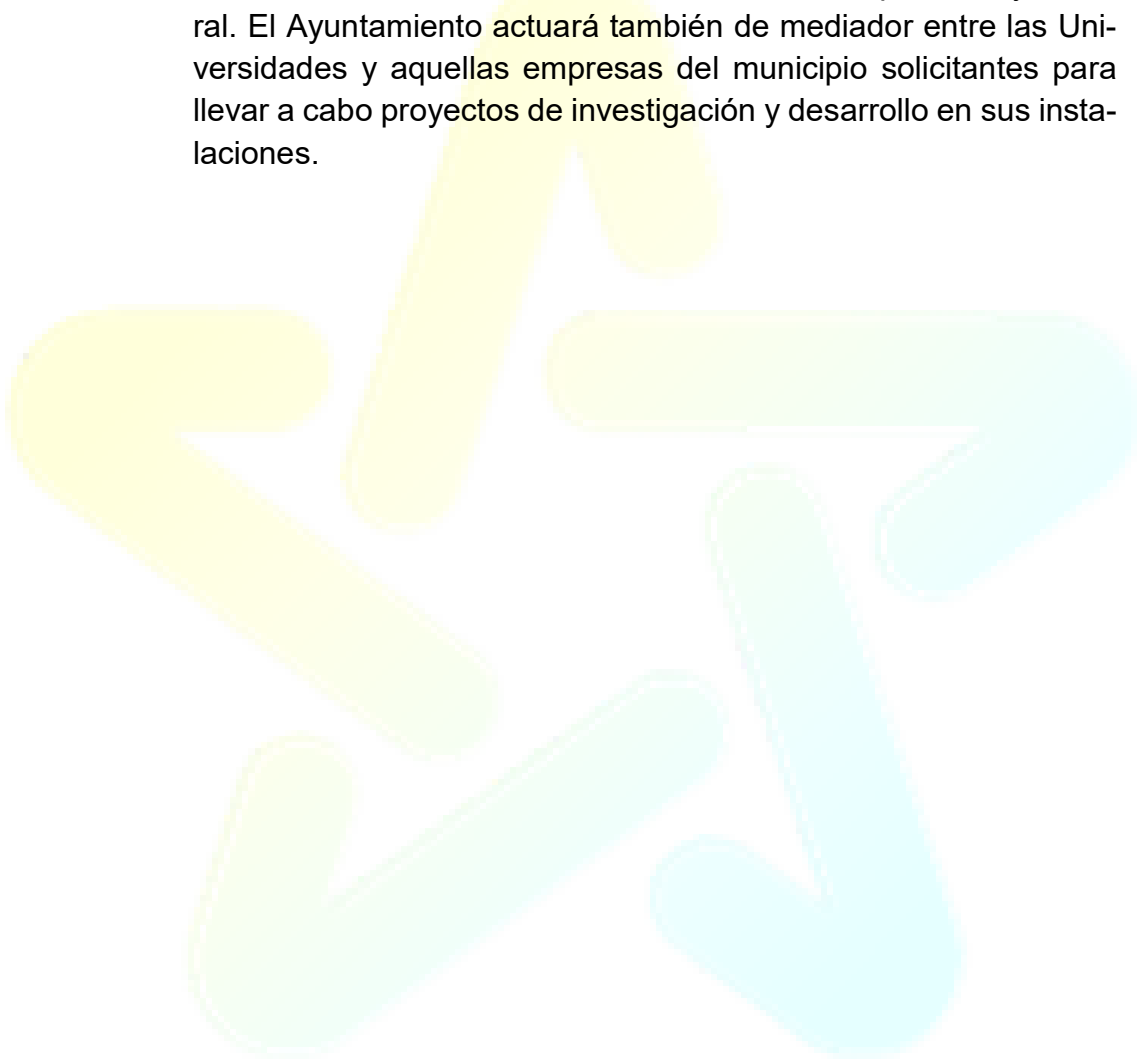 ral. El Ayuntamiento actuará también de mediador entre las Uni-
versidades y aquellas empresas del municipio solicitantes para
llevar a cabo proyectos de investigación y desarrollo en sus insta-
laciones.